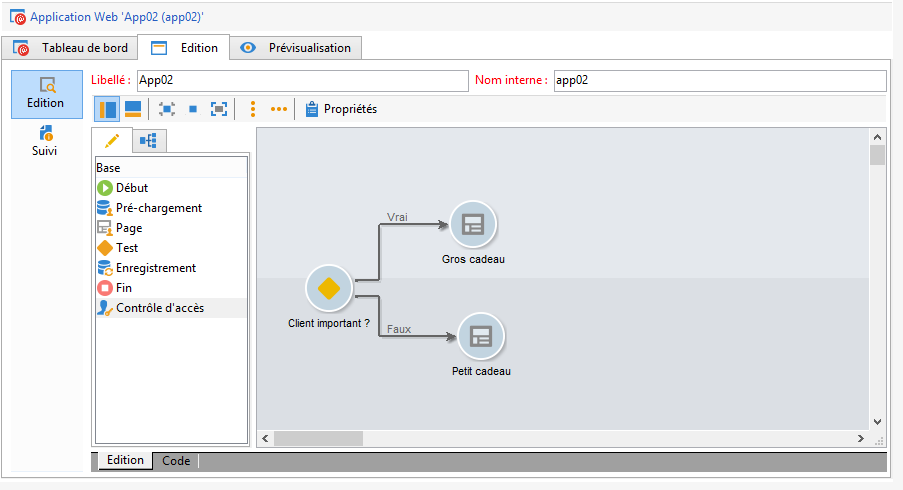 Application Web 'App02 (app02)'
Tableau de bord
Edition
Prévisualisation
Edition
Suivi
Libellé : App02
Nom interne : app02
Propriétés
Base
Début
Pré-chargement
Page
Test
Enregistrement
Fin
Contrôle d'accès
Vrai
Gros cadeau
Client important ?
Faux
Petit cadeau
Edition
Code